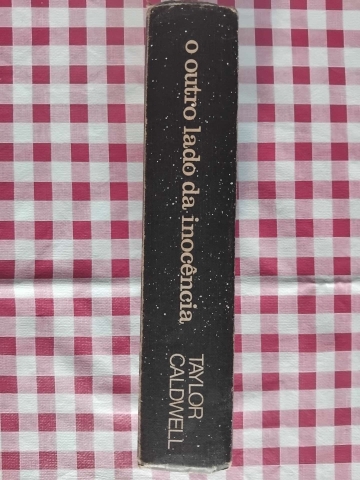 o outro lado da inocência
TAYLOR
CALDWELL